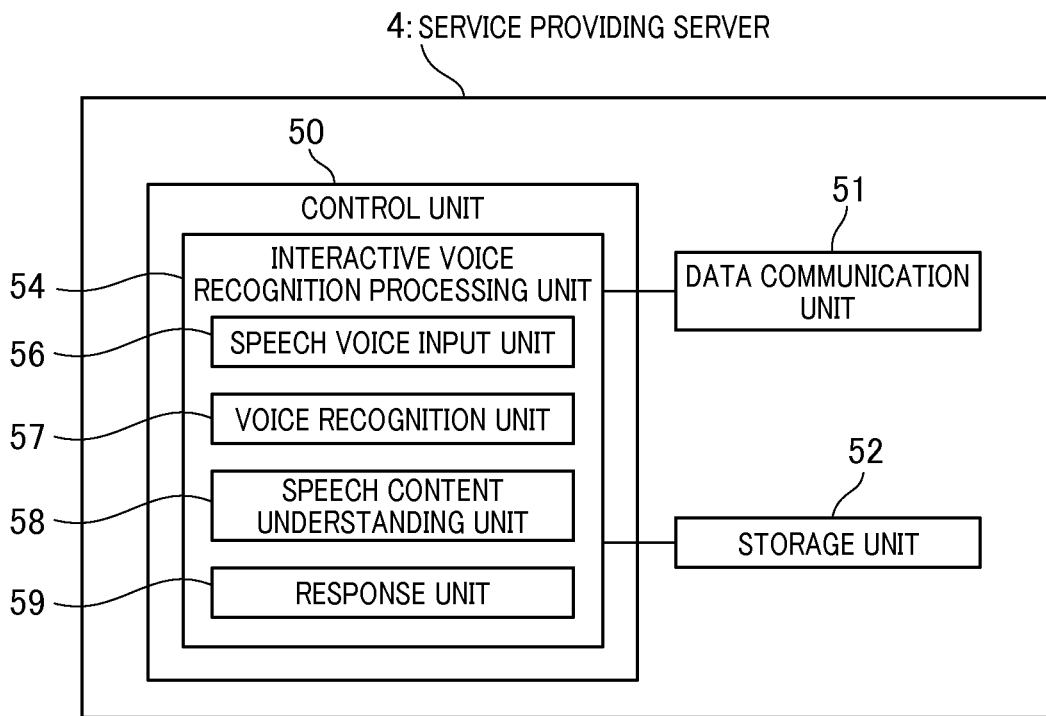 4: SERVICE PROVIDING SERVER
50
CONTROL UNIT
51
54
INTERACTIVE VOICE
RECOGNITION PROCESSING UNIT
DATA COMMUNICATION
UNIT
56
SPEECH VOICE INPUT UNIT
57
VOICE RECOGNITION UNIT
52
58
SPEECH CONTENT
UNDERSTANDING UNIT
STORAGE UNIT
59
RESPONSE UNIT